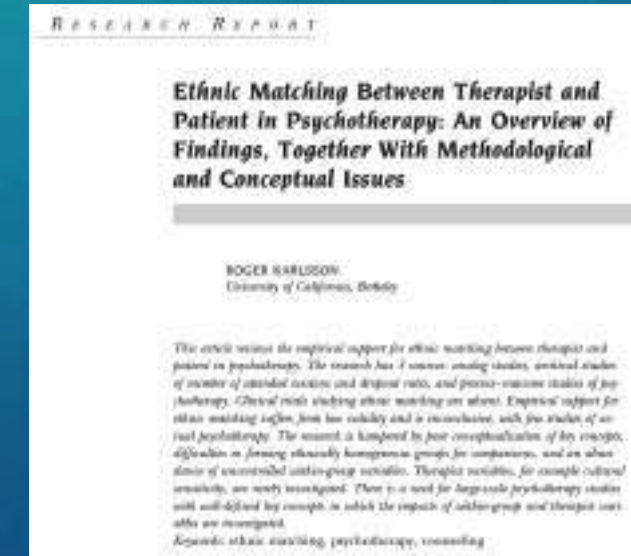 RESEARCH REPORT
Ethnic Matching Between Therapist and
Patient in Psychotherapy: An Overview of
Findings, Together With Methodological
and Conceptual Issues
ROGER KARLSSON
University of California, Berkeley
This article reviews the empirical support for ethnic matching between therapist and
patient in psychotherapy. The research has 3 sources: analog studies, archival studies
of number of attended sessions and dropout rates, and process–outcome studies of psy-
chotherapy. Clinical trials studying ethnic matching are absent. Empirical support for
ethnic matching suffers from low validity and is inconclusive, with few studies of ac-
tual psychotherapy. The research is hampered by poor conceptualization of key concepts,
difficulties in forming ethnically homogeneous groups for comparisons, and an abun-
dance of uncontrolled within-group variables. Therapist variables, for example cultural
sensitivity, are rarely investigated. There is a need for large-scale psychotherapy studies
with well-defined key concepts in which the impacts of within-group and therapist vari-
ables are investigated.
Keywords: ethnic matching, psychotherapy, counseling